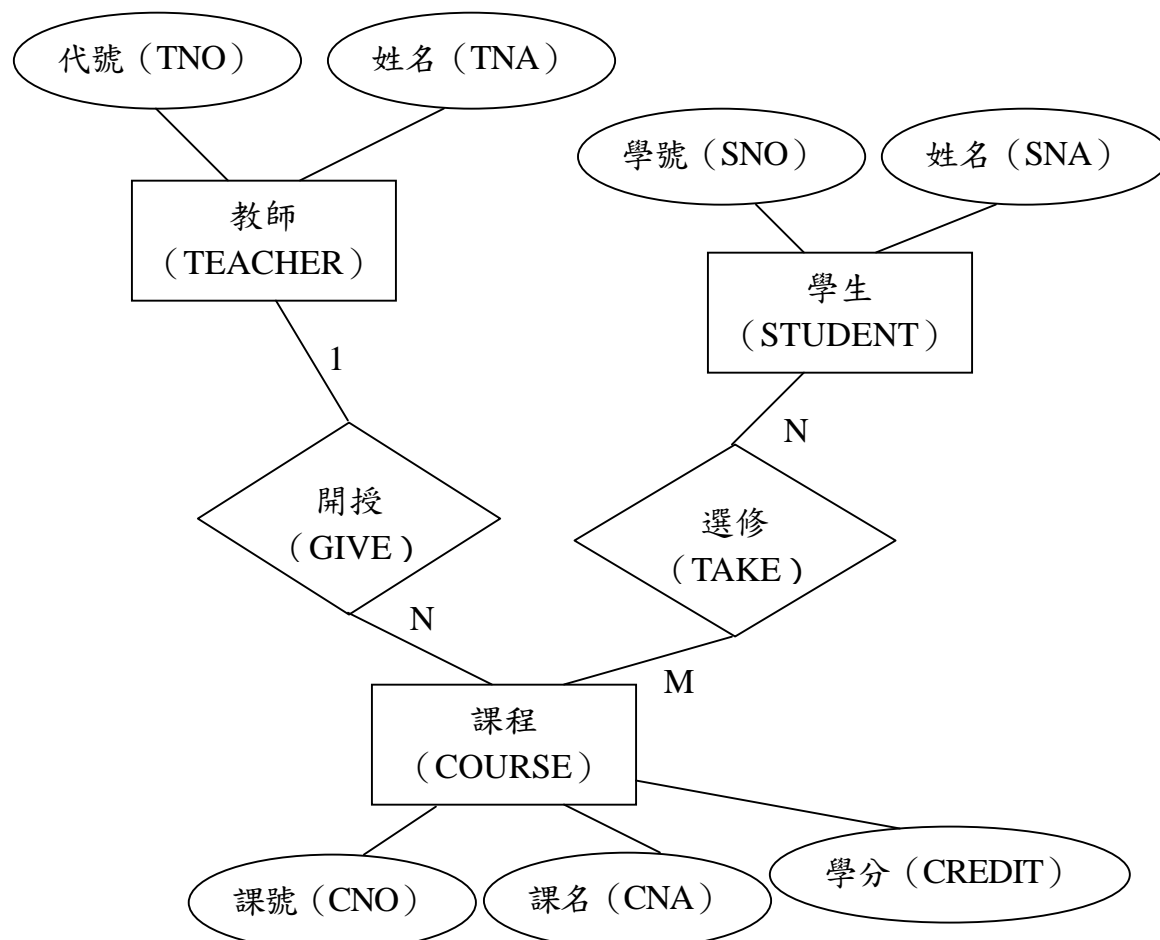 代號（TNO）
姓名（TNA）
學號（SNO）
姓名（SNA）
教師
（TEACHER）
學生
（STUDENT）
1
N
開授
（GIVE）
選修
（TAKE）
N
M
課程
（COURSE）
學分（CREDIT）
課號（CNO）
課名（CNA）